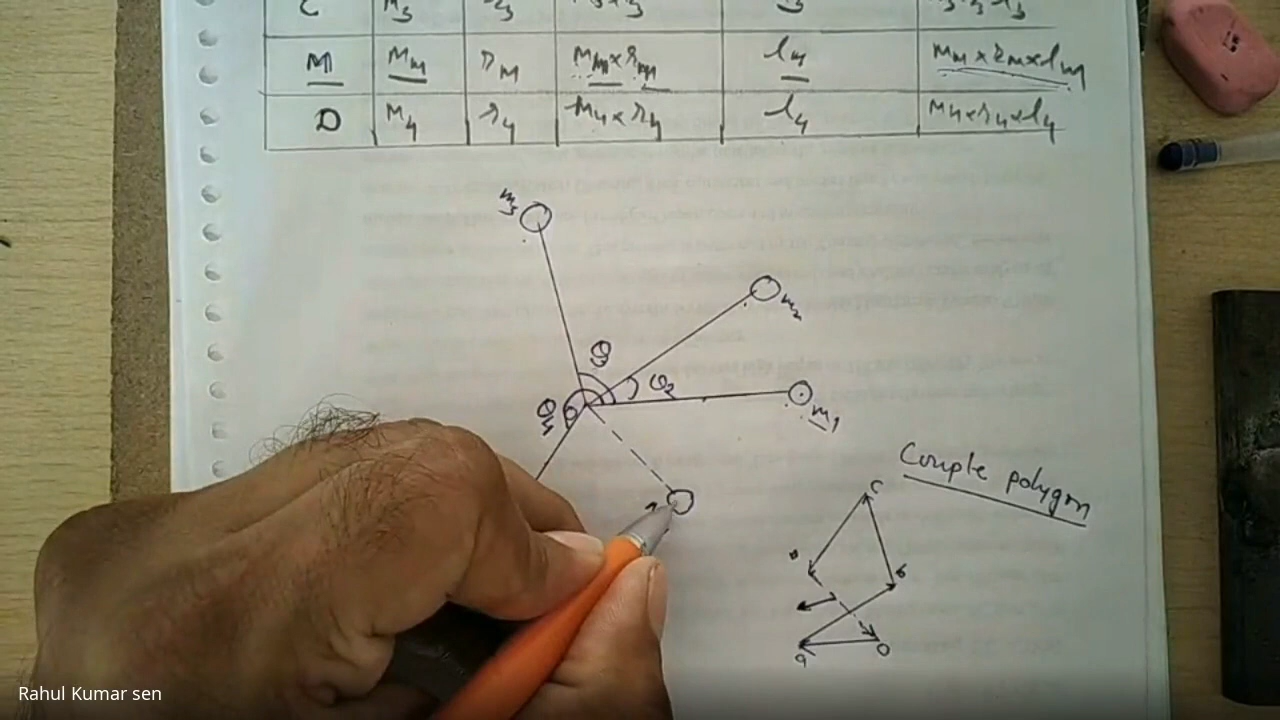 M Mm rM Mm×rm lm Mm×rm×lm
D M4 r4 M4×r4 l4 M4×r4×l4
m3
m2
θ3
θ2
m1
θ4
Couple polygon
c
b
a
o
Rahul Kumar sen